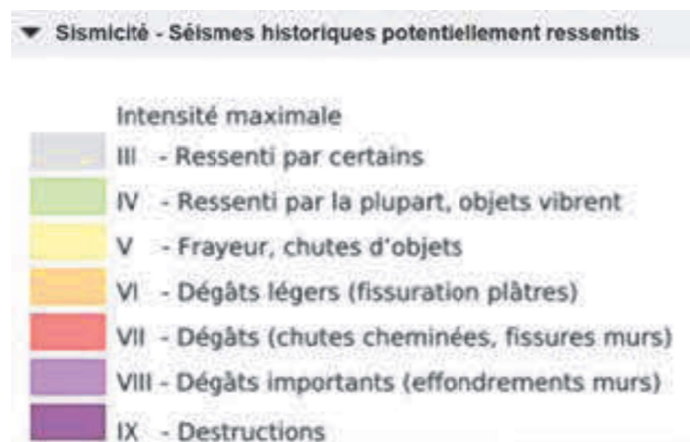 Sismicité - Séismes historiques potentiellement ressentis
Intensité maximale
III - Ressenti par certains
IV - Ressenti par la plupart, objets vibrent
V - Frayeur, chutes d'objets
VI - Dégâts légers (fissuration plâtres)
VII - Dégâts (chutes cheminées, fissures murs)
VIII - Dégâts importants (effondrements murs)
IX - Destructions